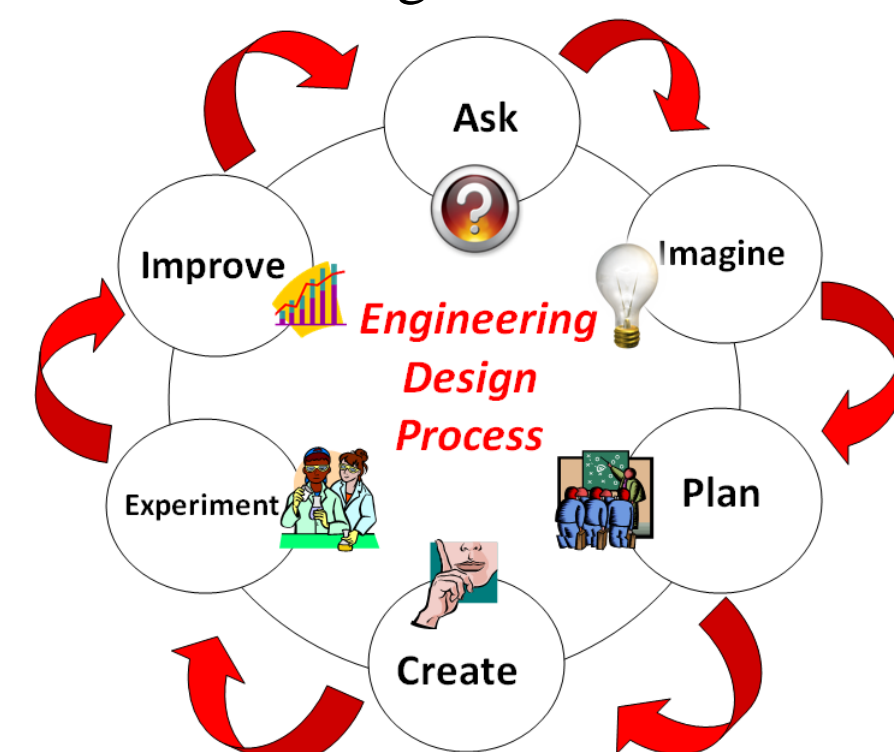 Ask
Imagine
Plan
Create
Experiment
Improve
Engineering
Design
Process
?